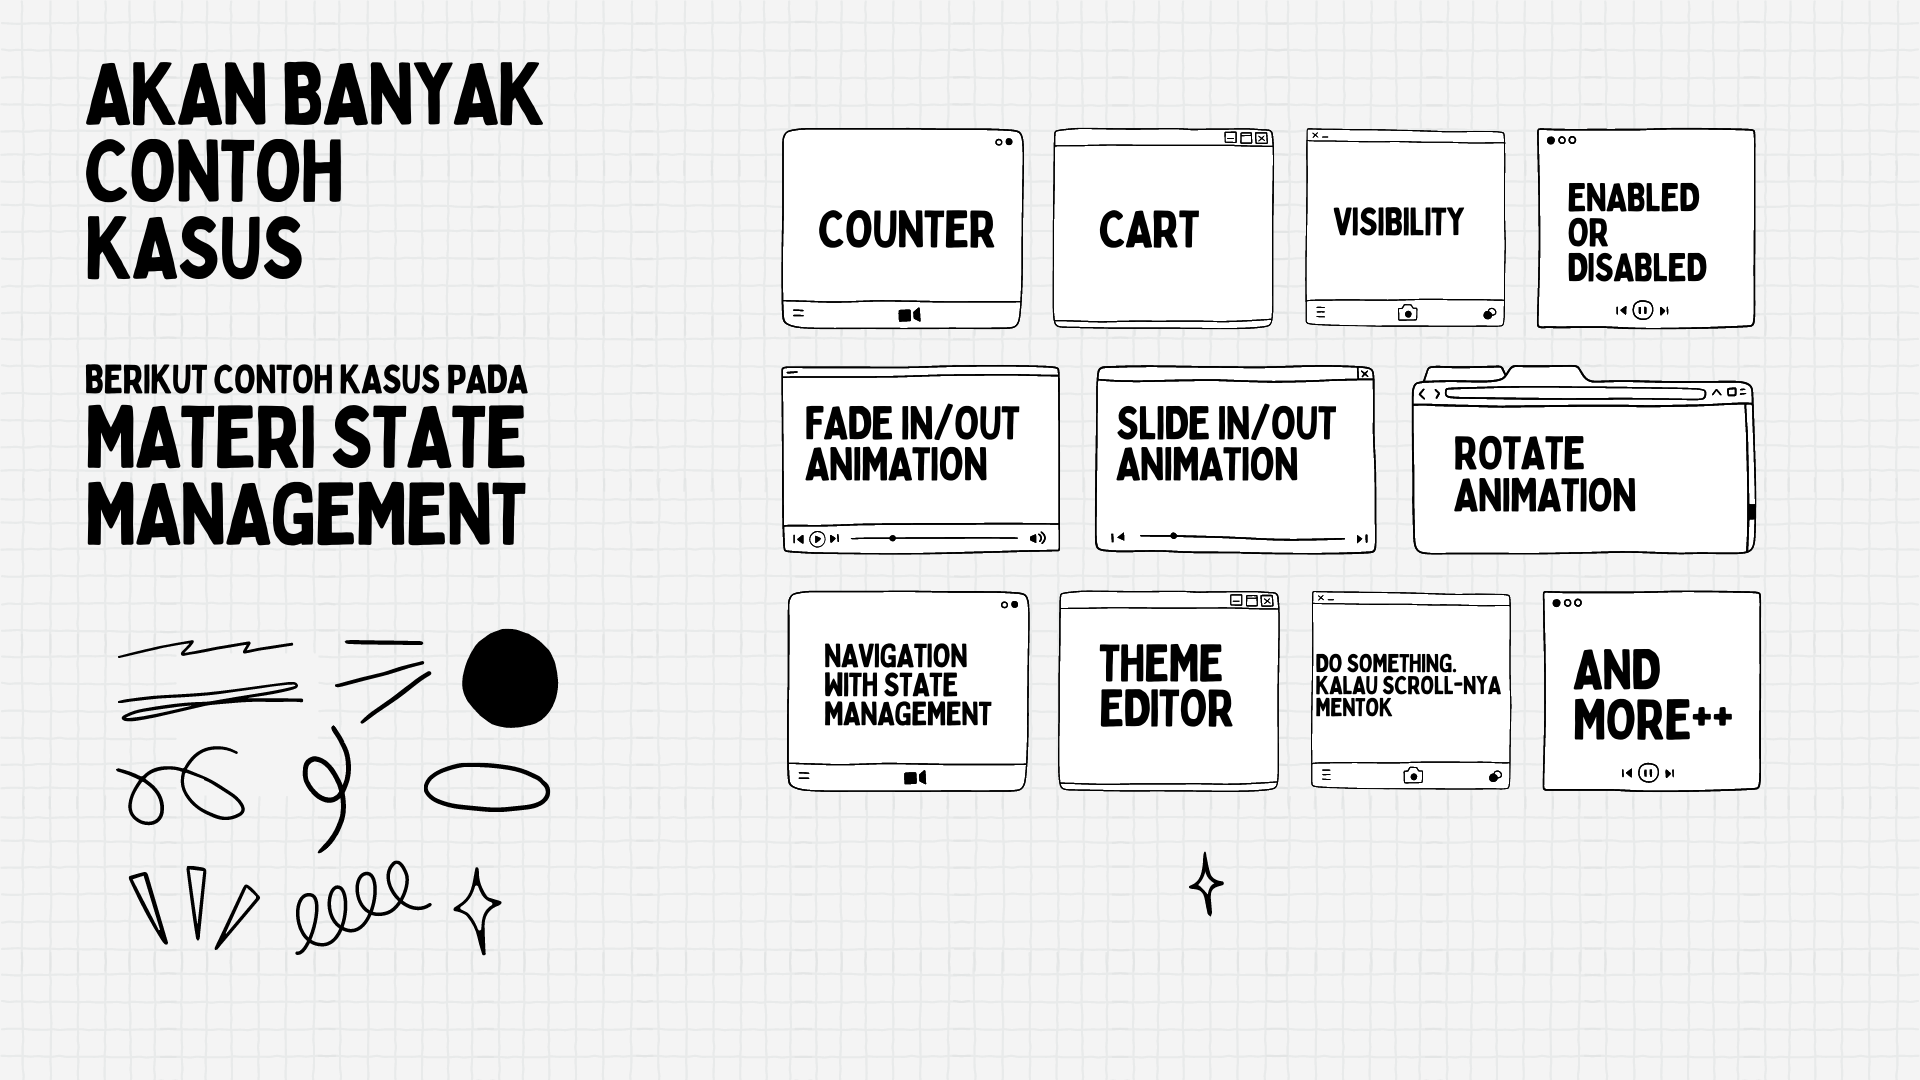 AKAN BANYAK
CONTOH
KASUS
BERIKUT CONTOH KASUS PADA
MATERI STATE
MANAGEMENT
COUNTER
CART
VISIBILITY
ENABLED
OR
DISABLED
FADE IN/OUT
ANIMATION
SLIDE IN/OUT
ANIMATION
ROTATE
ANIMATION
NAVIGATION
WITH STATE
MANAGEMENT
THEME
EDITOR
DO SOMETHING.
KALAU SCROLL-NYA
MENTOK
AND
MORE++